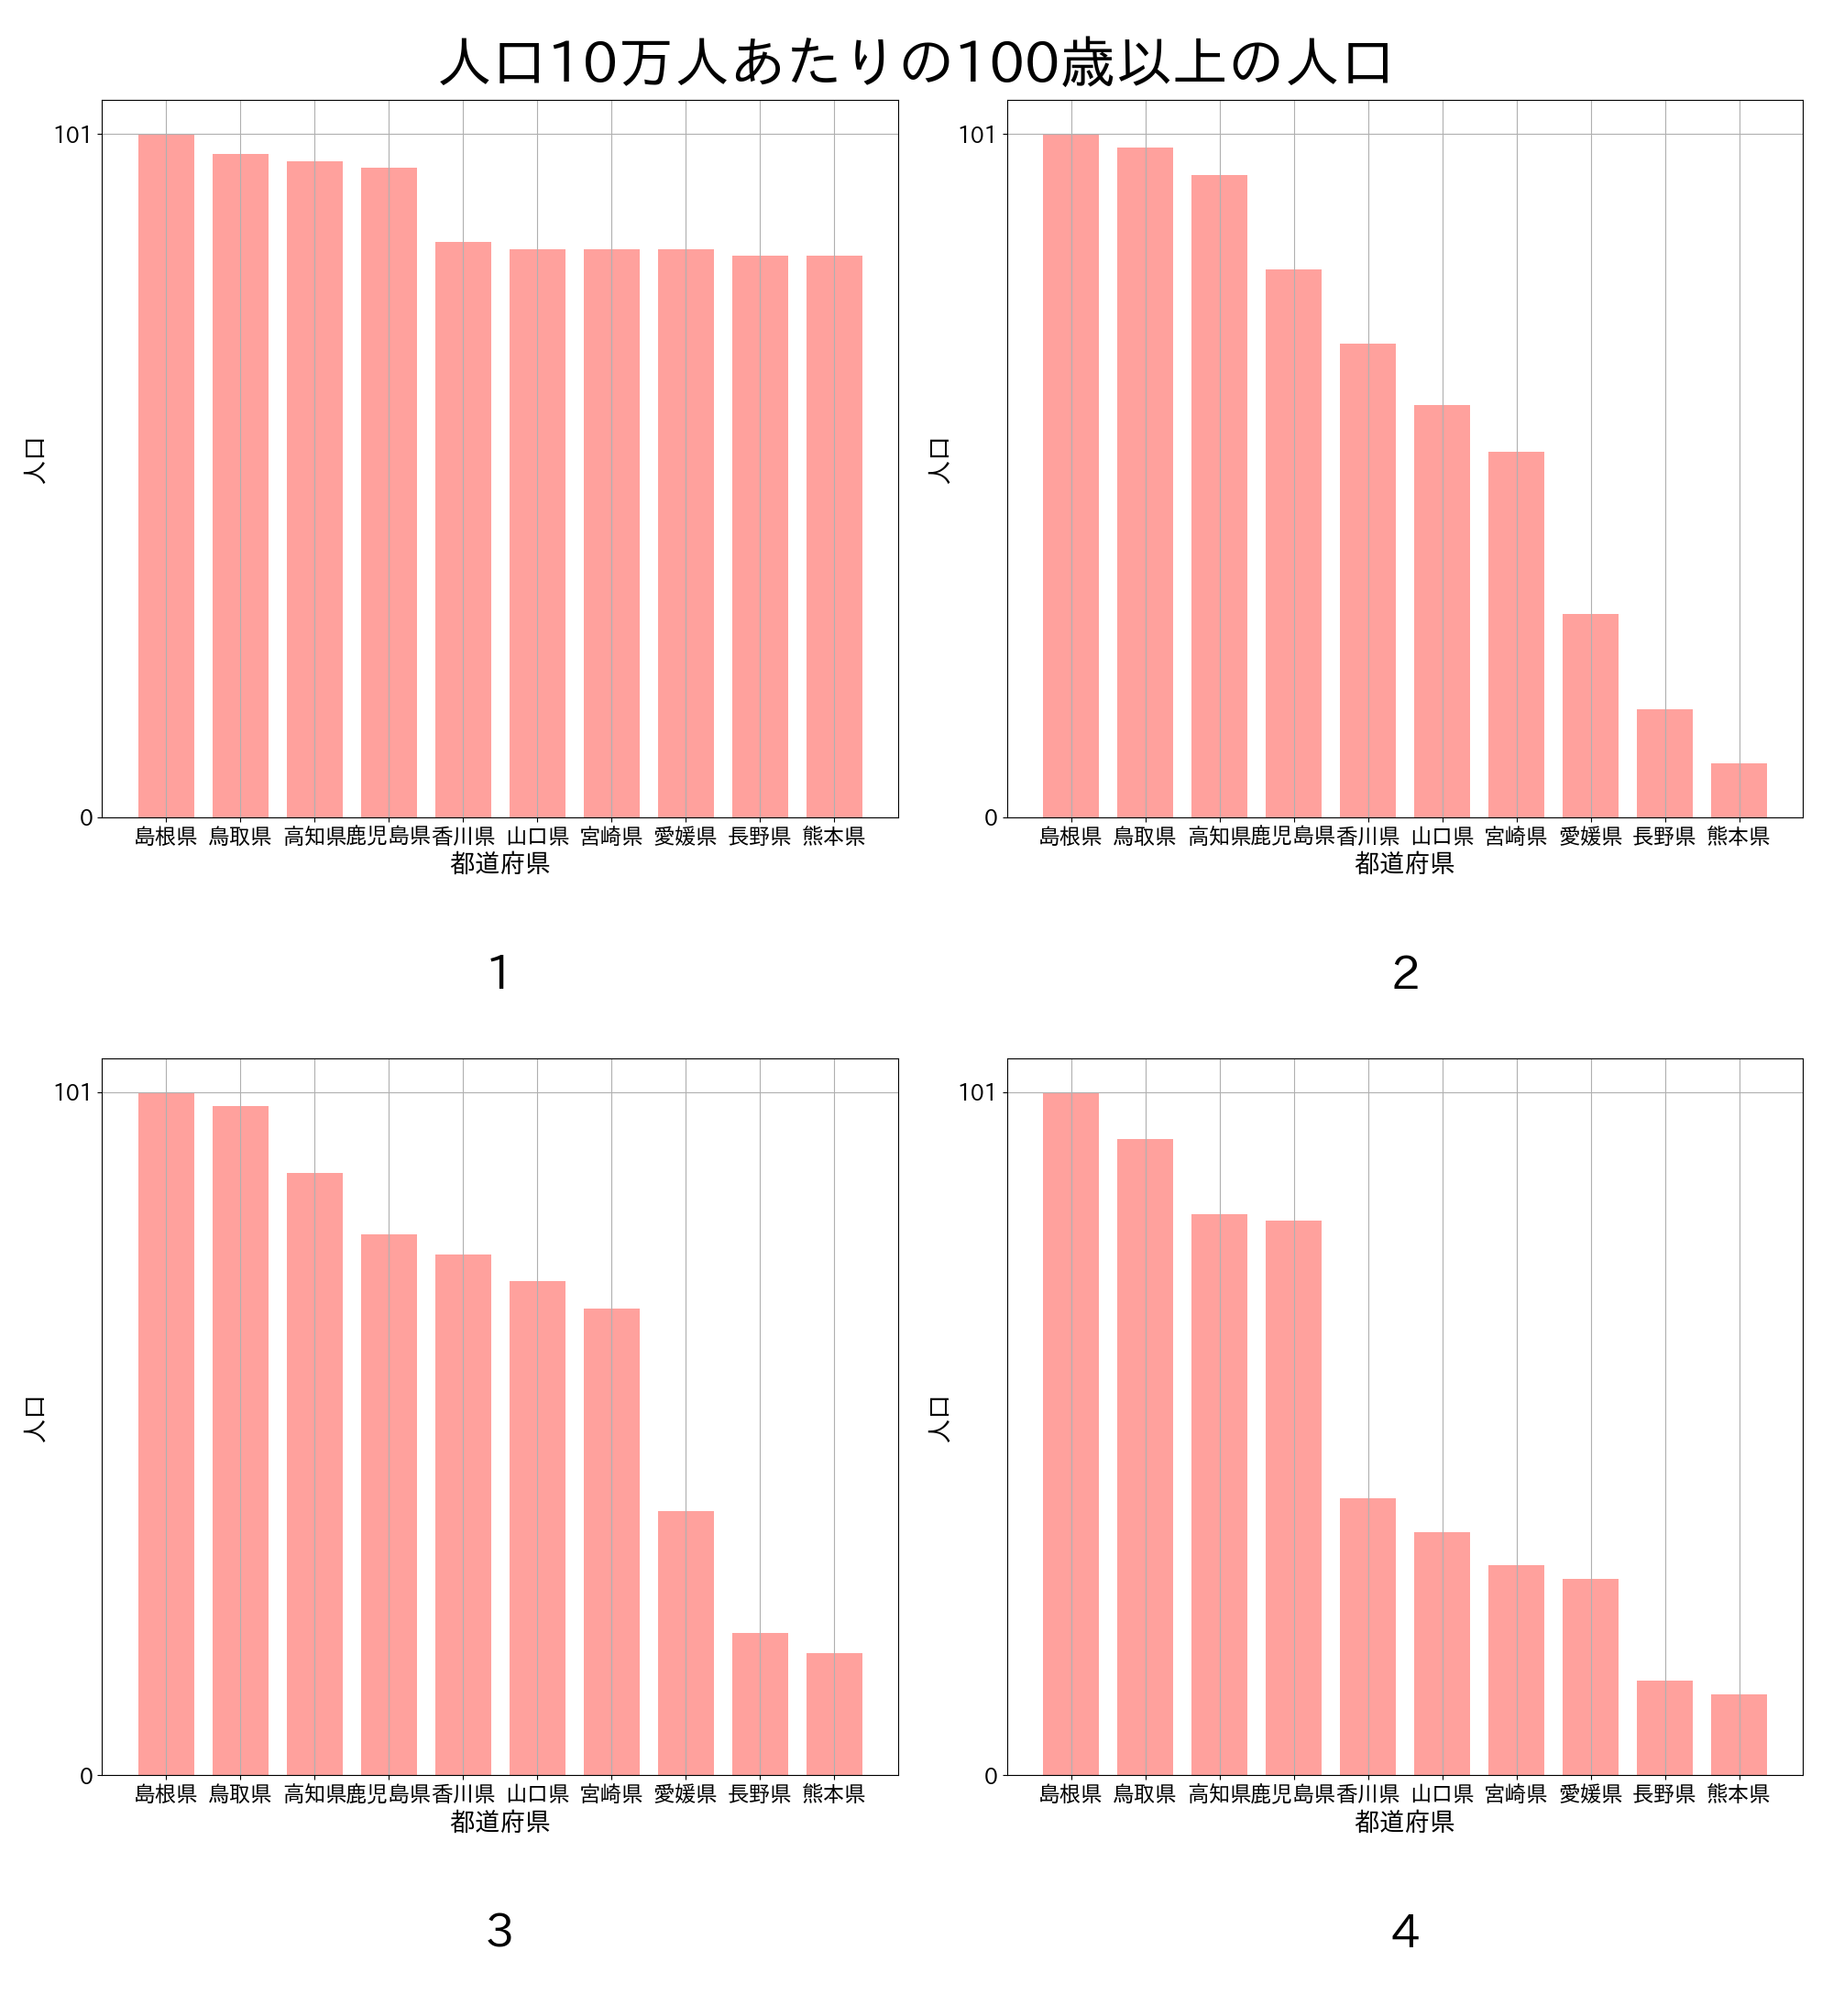 人口10万人あたりの100歳以上の人口
101
0
人口
島根県 鳥取県 高知県 鹿児島県 香川県 山口県 宮崎県 愛媛県 長野県 熊本県
都道府県
1
101
0
人口
島根県 鳥取県 高知県 鹿児島県 香川県 山口県 宮崎県 愛媛県 長野県 熊本県
都道府県
2
101
0
人口
島根県 鳥取県 高知県 鹿児島県 香川県 山口県 宮崎県 愛媛県 長野県 熊本県
都道府県
3
101
0
人口
島根県 鳥取県 高知県 鹿児島県 香川県 山口県 宮崎県 愛媛県 長野県 熊本県
都道府県
4